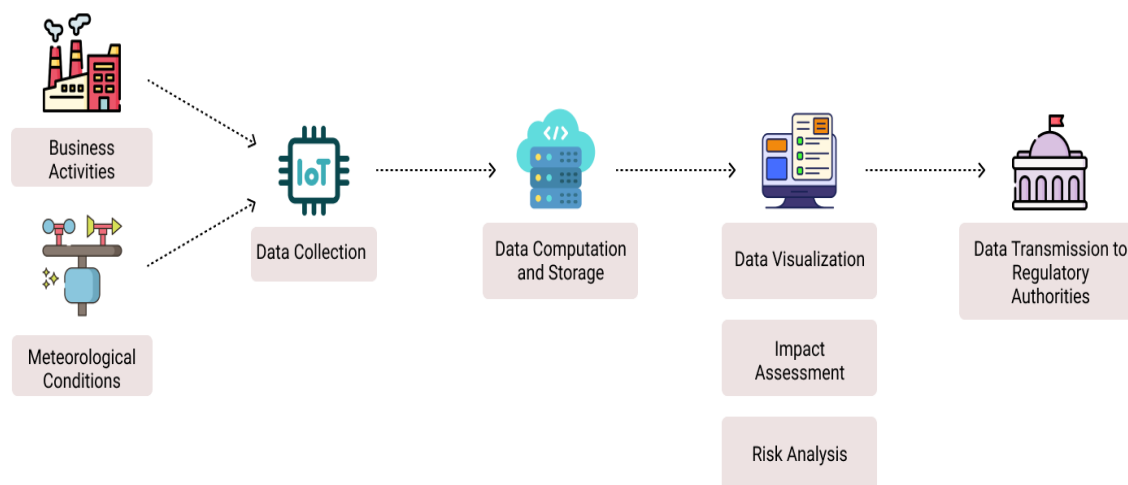 Business
Activities
Meteorological
Conditions
IoT
Data Collection
</>
Data Computation
and Storage
Data Visualization
Impact
Assessment
Risk Analysis
Data Transmission to
Regulatory
Authorities